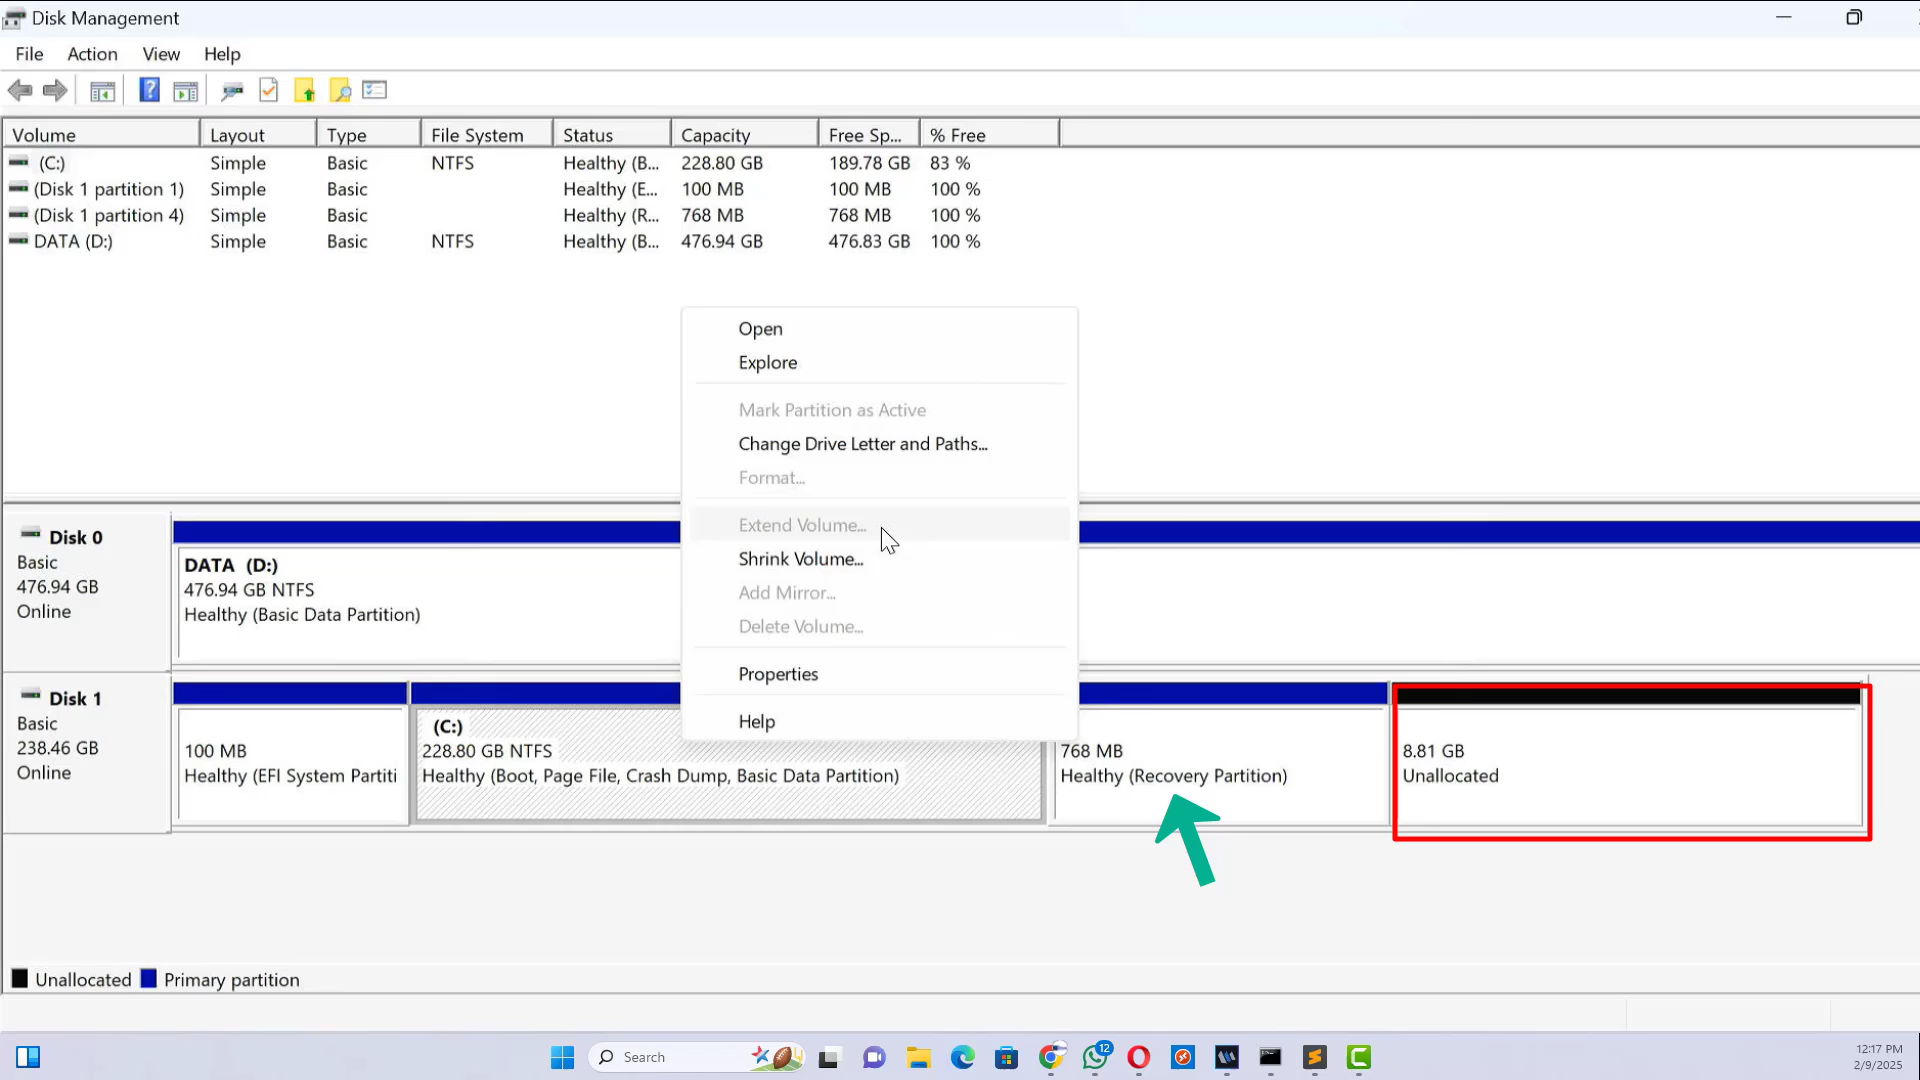 Disk Management
File Action View Help
Volume Layout Type File System Status Capacity Free Sp... % Free
(C:) Simple Basic NTFS Healthy (B... 228.80 GB 189.78 GB 83 %
(Disk 1 partition 1) Simple Basic Healthy (E... 100 MB 100 MB 100 %
(Disk 1 partition 4) Simple Basic Healthy (R... 768 MB 768 MB 100 %
DATA (D:) Simple Basic NTFS Healthy (B... 476.94 GB 476.83 GB 100 %
Open
Explore
Mark Partition as Active
Change Drive Letter and Paths...
Format...
Extend Volume...
Shrink Volume...
Add Mirror...
Delete Volume...
Properties
Help
Disk 0
Basic
476.94 GB
Online
DATA (D:)
476.94 GB NTFS
Healthy (Basic Data Partition)
Disk 1
Basic
238.46 GB
Online
100 MB
Healthy (EFI System Partiti
(C:)
228.80 GB NTFS
Healthy (Boot, Page File, Crash Dump, Basic Data Partition)
768 MB
Healthy (Recovery Partition)
8.81 GB
Unallocated
Unallocated Primary partition
Search
12
12:17 PM
2/9/2025